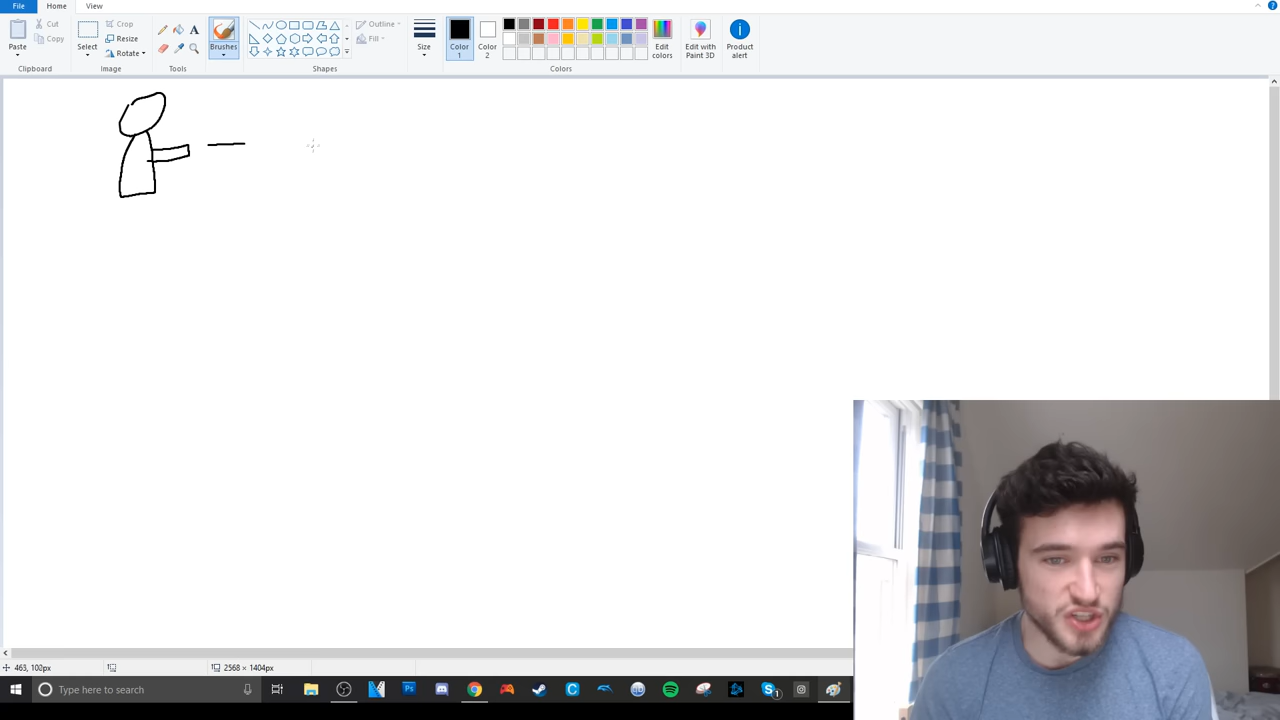 File Home View
Cut
Copy
Paste
Clipboard
Crop
Resize
Rotate
Select
Image
A
Tools
Brushes
Outline
Fill
Shapes
Size
Color
1
Color
2
Edit
colors
Edit with
Paint 3D
Product
alert
Colors
463, 102px
2568 × 1404px
Type here to search
Ps
C
1